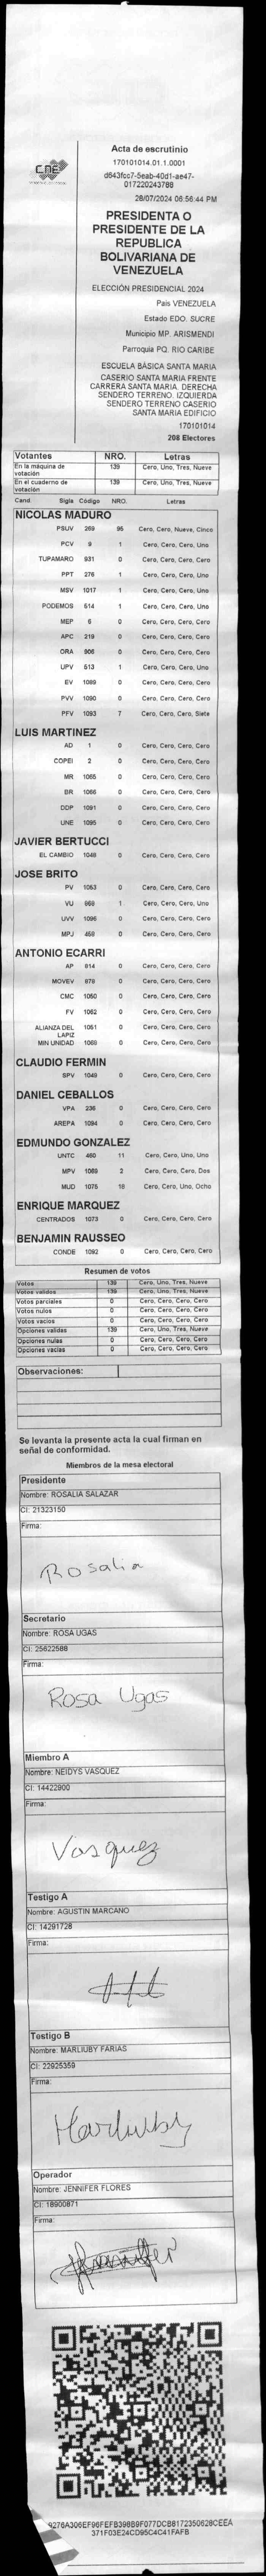 CNE
Acta de escrutinio
170101014.01.1.0001
d643fcc7-5eab-40d1-ae47-
017220243788
28/07/2024 06:56:44 PM
PRESIDENTA O
PRESIDENTE DE LA
REPUBLICA
BOLIVARIANA DE
VENEZUELA
ELECCIÓN PRESIDENCIAL 2024
País VENEZUELA
Estado EDO. SUCRE
Municipio MP. ARISMENDI
Parroquia PQ. RIO CARIBE
ESCUELA BÁSICA SANTA MARIA
CASERIO SANTA MARIA FRENTE
CARRERA SANTA MARIA. DERECHA
SENDERO TERRENO. IZQUIERDA
SENDERO TERRENO CASERIO
SANTA MARIA EDIFICIO
170101014
208 Electores
Votantes NRO. Letras
En la máquina de votación 139 Cero, Uno, Tres, Nueve
En el cuaderno de votación 139 Cero, Uno, Tres, Nueve
Cand. Sigla Código NRO. Letras
NICOLAS MADURO
PSUV 269 95 Cero, Cero, Nueve, Cinco
PCV 9 1 Cero, Cero, Cero, Uno
TUPAMARO 931 0 Cero, Cero, Cero, Cero
PPT 276 1 Cero, Cero, Cero, Uno
MSV 1017 1 Cero, Cero, Cero, Uno
PODEMOS 514 1 Cero, Cero, Cero, Uno
MEP 6 0 Cero, Cero, Cero, Cero
APC 219 0 Cero, Cero, Cero, Cero
ORA 906 0 Cero, Cero, Cero, Cero
UPV 513 1 Cero, Cero, Cero, Uno
EV 1089 0 Cero, Cero, Cero, Cero
PVV 1090 0 Cero, Cero, Cero, Cero
PFV 1093 7 Cero, Cero, Cero, Siete
LUIS MARTINEZ
AD 1 0 Cero, Cero, Cero, Cero
COPEI 2 0 Cero, Cero, Cero, Cero
MR 1065 0 Cero, Cero, Cero, Cero
BR 1066 0 Cero, Cero, Cero, Cero
DDP 1091 0 Cero, Cero, Cero, Cero
UNE 1095 0 Cero, Cero, Cero, Cero
JAVIER BERTUCCI
EL CAMBIO 1048 0 Cero, Cero, Cero, Cero
JOSE BRITO
PV 1053 0 Cero, Cero, Cero, Cero
VU 968 1 Cero, Cero, Cero, Uno
UVV 1096 0 Cero, Cero, Cero, Cero
MPJ 459 0 Cero, Cero, Cero, Cero
ANTONIO ECARRI
AP 814 0 Cero, Cero, Cero, Cero
MOVEV 878 0 Cero, Cero, Cero, Cero
CMC 1050 0 Cero, Cero, Cero, Cero
FV 1062 0 Cero, Cero, Cero, Cero
ALIANZA DEL LAPIZ 1051 0 Cero, Cero, Cero, Cero
MIN UNIDAD 1069 0 Cero, Cero, Cero, Cero
CLAUDIO FERMIN
SPV 1049 0 Cero, Cero, Cero, Cero
DANIEL CEBALLOS
VPA 236 0 Cero, Cero, Cero, Cero
AREPA 1094 0 Cero, Cero, Cero, Cero
EDMUNDO GONZALEZ
UNTC 480 11 Cero, Cero, Uno, Uno
MPV 1069 2 Cero, Cero, Cero, Dos
MUD 1075 18 Cero, Cero, Uno, Ocho
ENRIQUE MARQUEZ
CENTRADOS 1073 0 Cero, Cero, Cero, Cero
BENJAMIN RAUSSEO
CONDE 1092 0 Cero, Cero, Cero, Cero
Resumen de votos
Votos 139 Cero, Uno, Tres, Nueve
Votos validos 139 Cero, Uno, Tres, Nueve
Votos parciales 0 Cero, Cero, Cero, Cero
Votos nulos 0 Cero, Cero, Cero, Cero
Votos vacios 0 Cero, Cero, Cero, Cero
Opciones validas 139 Cero, Uno, Tres, Nueve
Opciones nulas 0 Cero, Cero, Cero, Cero
Opciones vacias 0 Cero, Cero, Cero, Cero
Observaciones:
Se levanta la presente acta la cual firman en
señal de conformidad.
Miembros de la mesa electoral
Presidente
Nombre: ROSALIA SALAZAR
CI: 21323150
Firma:
Rosalia
Secretario
Nombre: ROSA UGAS
CI: 25622588
Firma:
Rosa Ugas
Miembro A
Nombre: NEIDYS VASQUEZ
CI: 14422900
Firma:
Vasquez
Testigo A
Nombre: AGUSTIN MARCANO
CI: 14291728
Firma:
Testigo B
Nombre: MARLIUBY FARIAS
CI: 22925359
Firma:
Marliuby
Operador
Nombre: JENNIFER FLORES
CI: 18900871
Firma:
Jennifer
9276A306EF96FEFB398B9F077DCB8172350628CEEA
371F03E24CD95C4C41FAFB